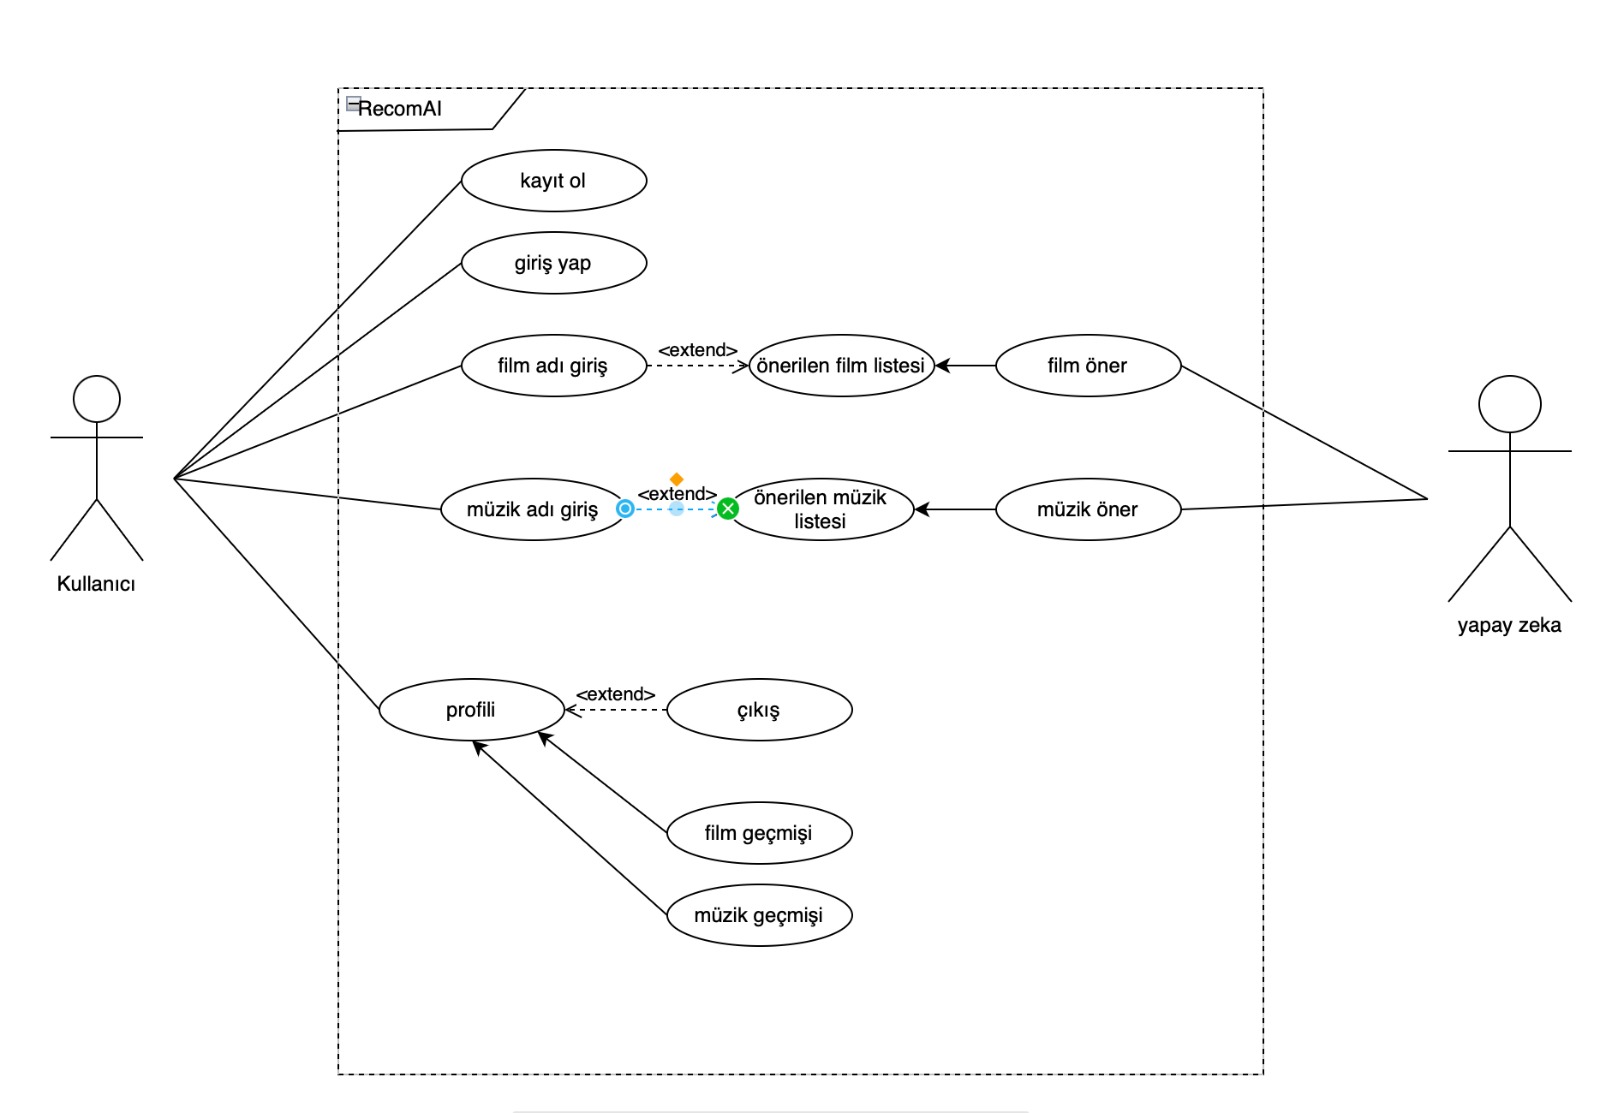 RecomAI
kayıt ol
giriş yap
film adı giriş
<extend>
önerilen film listesi
film öner
müzik adı giriş
<extend>
önerilen müzik
listesi
müzik öner
Kullanıcı
yapay zeka
profili
<extend>
çıkış
film geçmişi
müzik geçmişi